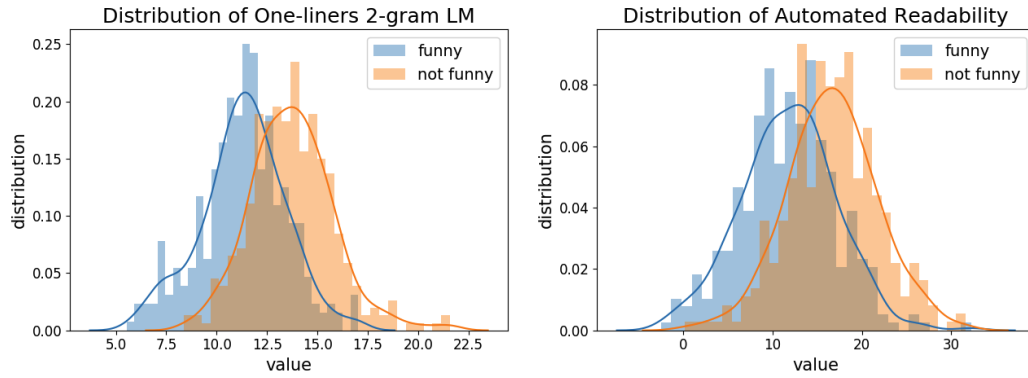 Distribution of One-liners 2-gram LM
0.25
0.20
0.15
0.10
0.05
0.00
distribution
funny
not funny
5.0 7.5 10.0 12.5 15.0 17.5 20.0 22.5
value
Distribution of Automated Readability
0.08
0.06
0.04
0.02
0.00
distribution
funny
not funny
0 10 20 30
value